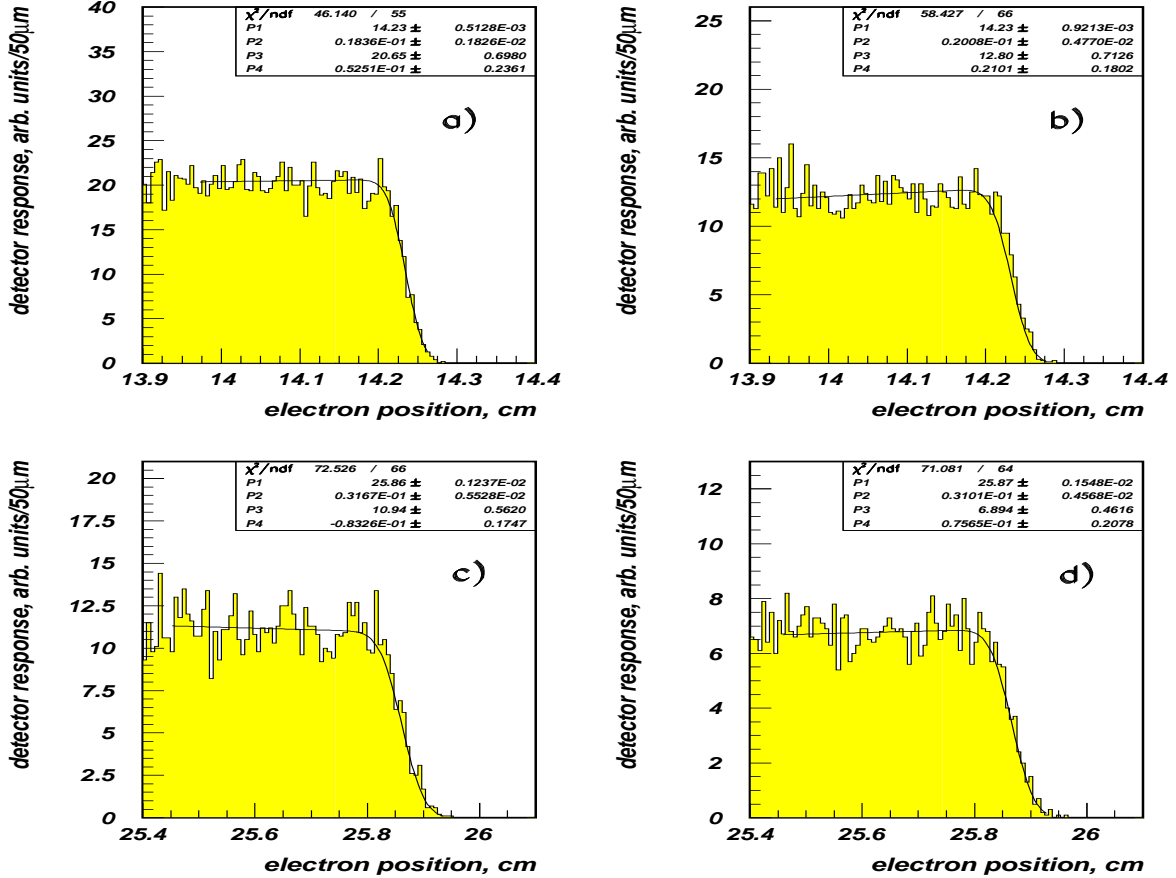 detector response, arb. units/50μm
χ²/ndf 46.140 / 55
P1 14.23 ± 0.5128E-03
P2 0.1836E-01 ± 0.1826E-02
P3 20.65 ± 0.6980
P4 0.5251E-01 ± 0.2361
a)
40
35
30
25
20
15
10
5
0
13.9 14 14.1 14.2 14.3 14.4
electron position, cm
detector response, arb. units/50μm
χ²/ndf 58.427 / 66
P1 14.23 ± 0.9213E-03
P2 0.2008E-01 ± 0.4770E-02
P3 12.80 ± 0.7126
P4 0.2101 ± 0.1802
b)
25
20
15
10
5
0
13.9 14 14.1 14.2 14.3 14.4
electron position, cm
detector response, arb. units/50μm
χ²/ndf 72.526 / 66
P1 25.86 ± 0.1237E-02
P2 0.3167E-01 ± 0.5528E-02
P3 10.94 ± 0.5620
P4 -0.8326E-01 ± 0.1747
c)
20
17.5
15
12.5
10
7.5
5
2.5
0
25.4 25.6 25.8 26
electron position, cm
detector response, arb. units/50μm
χ²/ndf 71.081 / 64
P1 25.87 ± 0.1548E-02
P2 0.3101E-01 ± 0.4568E-02
P3 6.894 ± 0.4616
P4 0.7565E-01 ± 0.2078
d)
12
10
8
6
4
2
0
25.4 25.6 25.8 26
electron position, cm